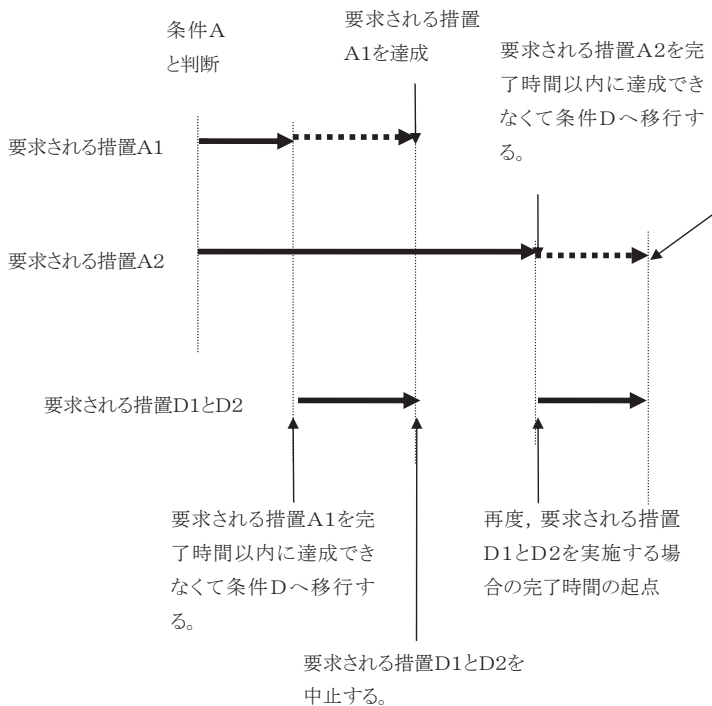 条件A
と判断
要求される措置
A1を達成
要求される措置A2を完
了時間以内に達成でき
なくて条件Dへ移行す
る。
要求される措置A1
要求される措置A2
要求される措置D1とD2
要求される措置A1を完
了時間以内に達成でき
なくて条件Dへ移行す
る。
再度，要求される措置
D1とD2を実施する場
合の完了時間の起点
要求される措置D1とD2を
中止する。